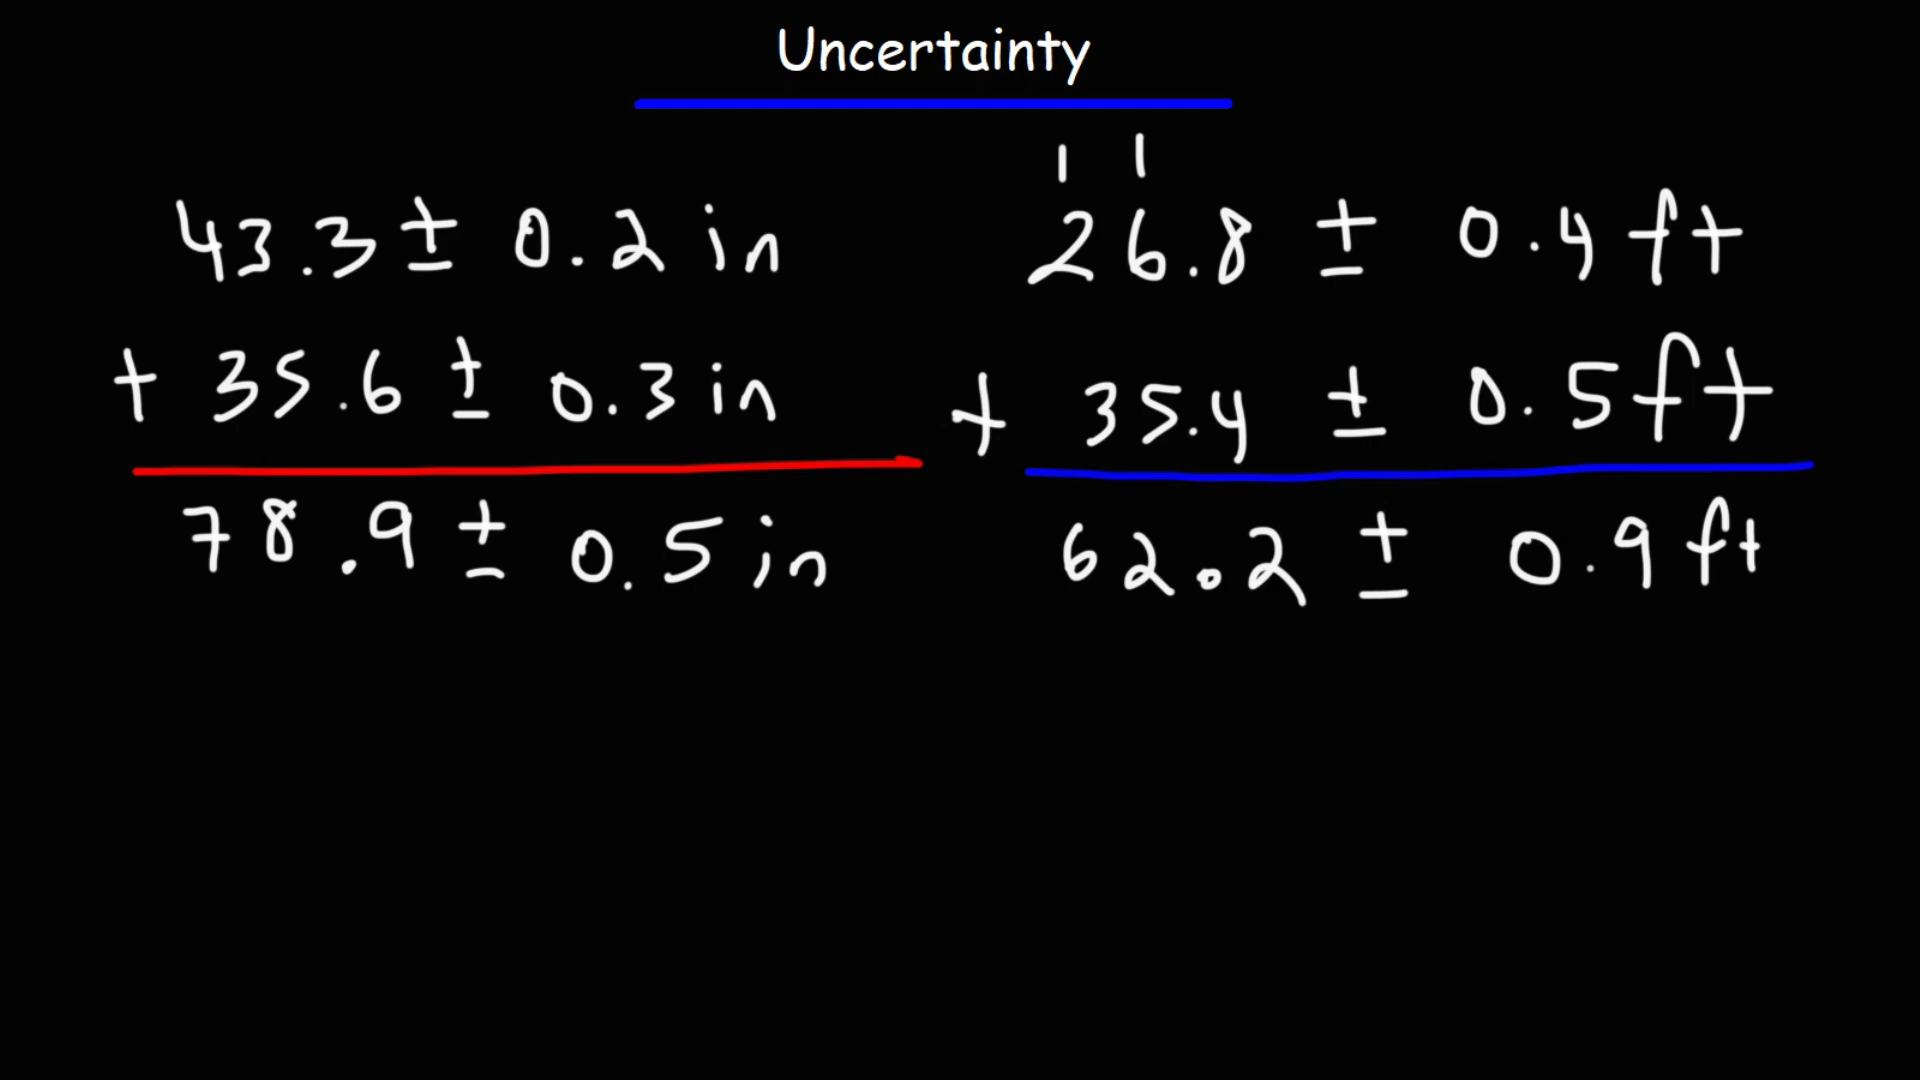 Uncertainty
43.3 ± 0.2 in
+ 35.6 ± 0.3 in
78.9 ± 0.5 in
1 1
26.8 ± 0.4 ft
+ 35.4 ± 0.5 ft
62.2 ± 0.9 ft